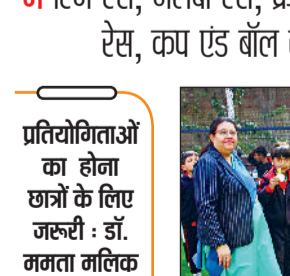 रेस, कप एंड बॉल
प्रतियोगिताओं
का होना
छात्रों के लिए
जरूरी : डॉ.
ममता मलिक